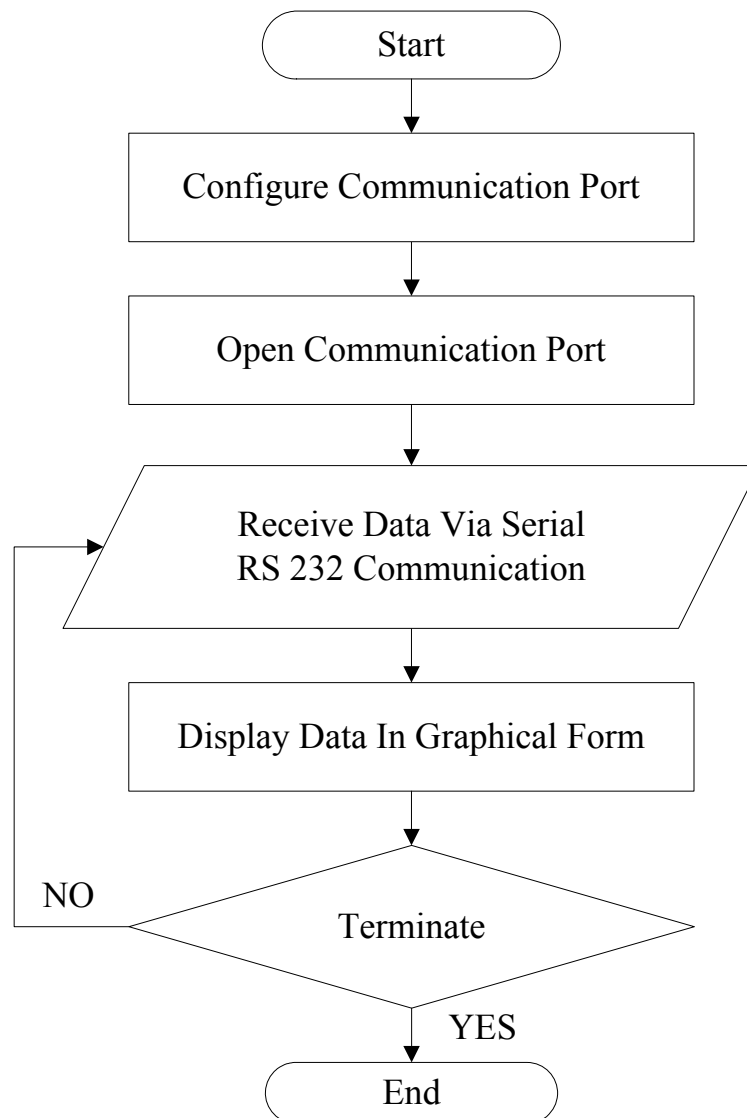 Start
Configure Communication Port
Open Communication Port
Receive Data Via Serial
RS 232 Communication
Display Data In Graphical Form
NO
Terminate
YES
End